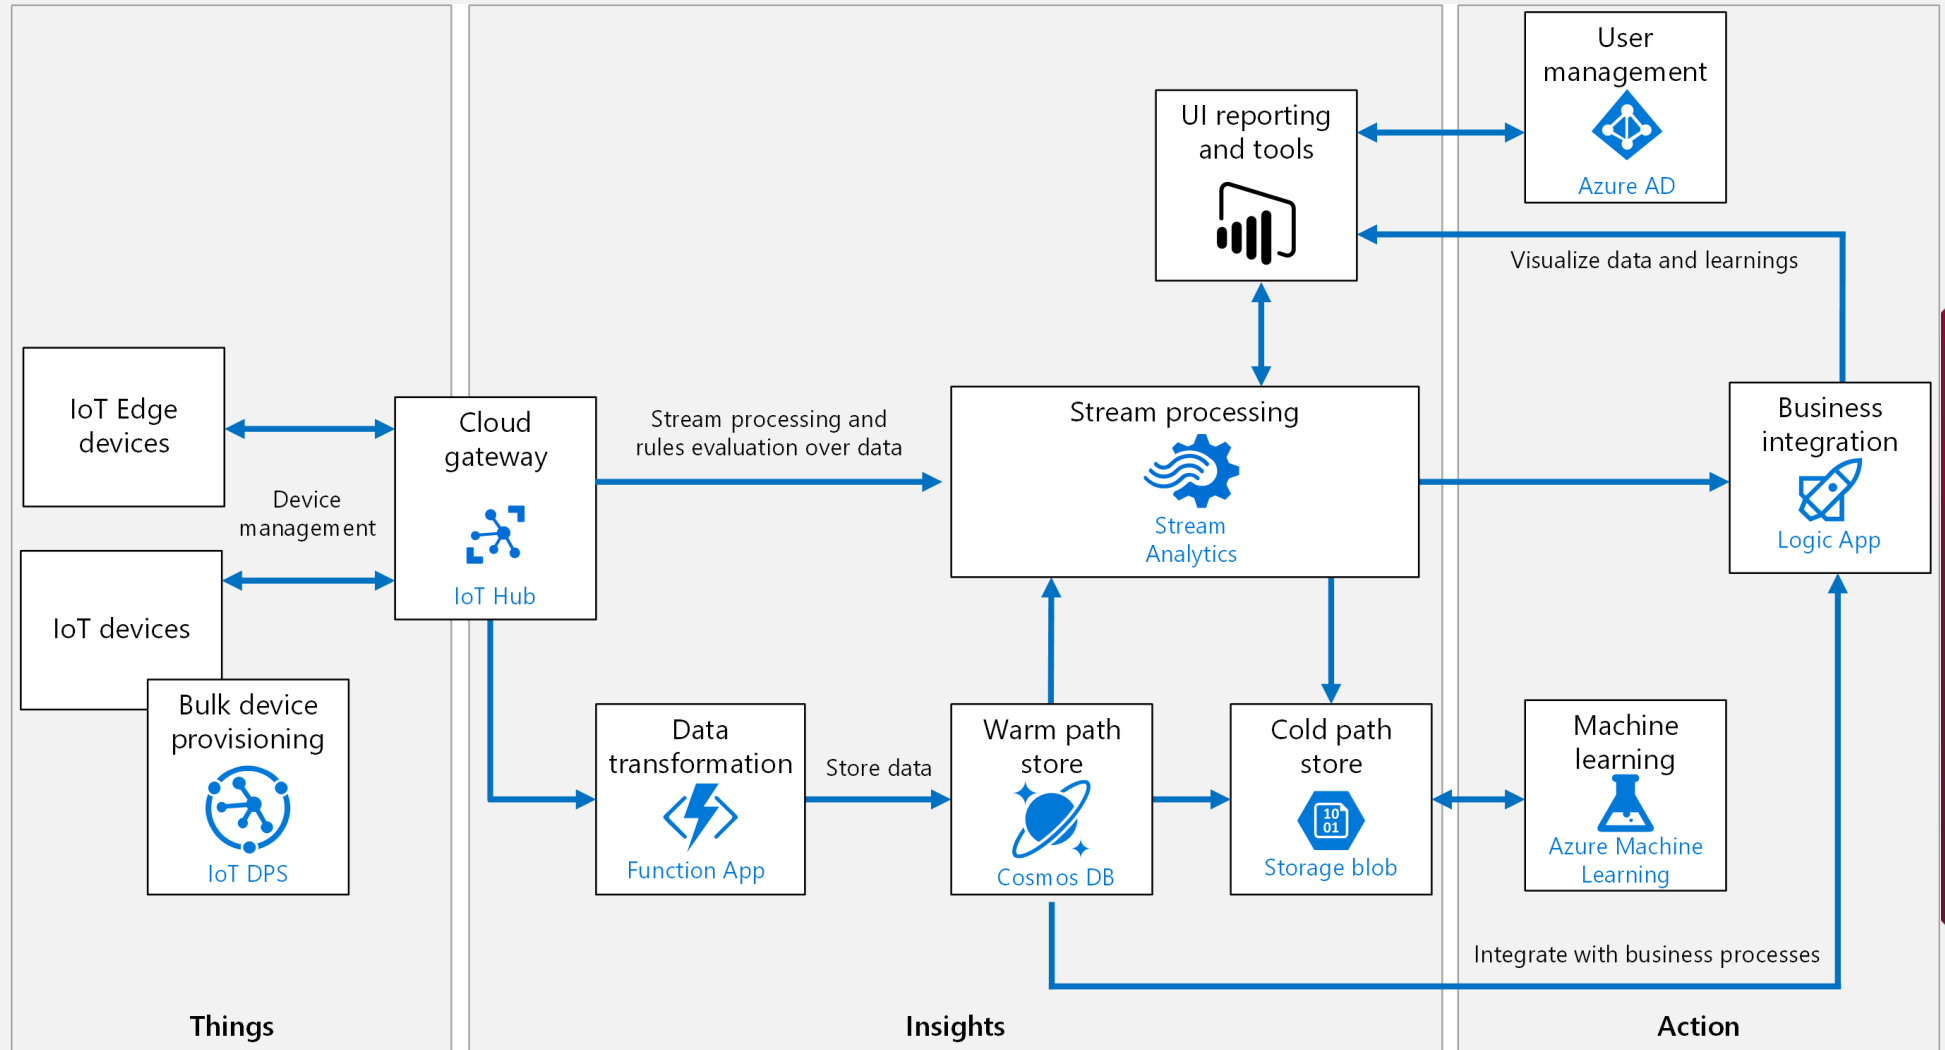 User
management
Azure AD
UI reporting
and tools
Visualize data and learnings
IoT Edge
devices
Device
management
IoT devices
Bulk device
provisioning
IoT DPS
Cloud
gateway
IoT Hub
Stream processing and
rules evaluation over data
Stream processing
Stream
Analytics
Business
integration
Logic App
Data
transformation
Function App
Store data
Warm path
store
Cosmos DB
Cold path
store
10
01
Storage blob
Machine
learning
Azure Machine
Learning
Integrate with business processes
Things
Insights
Action